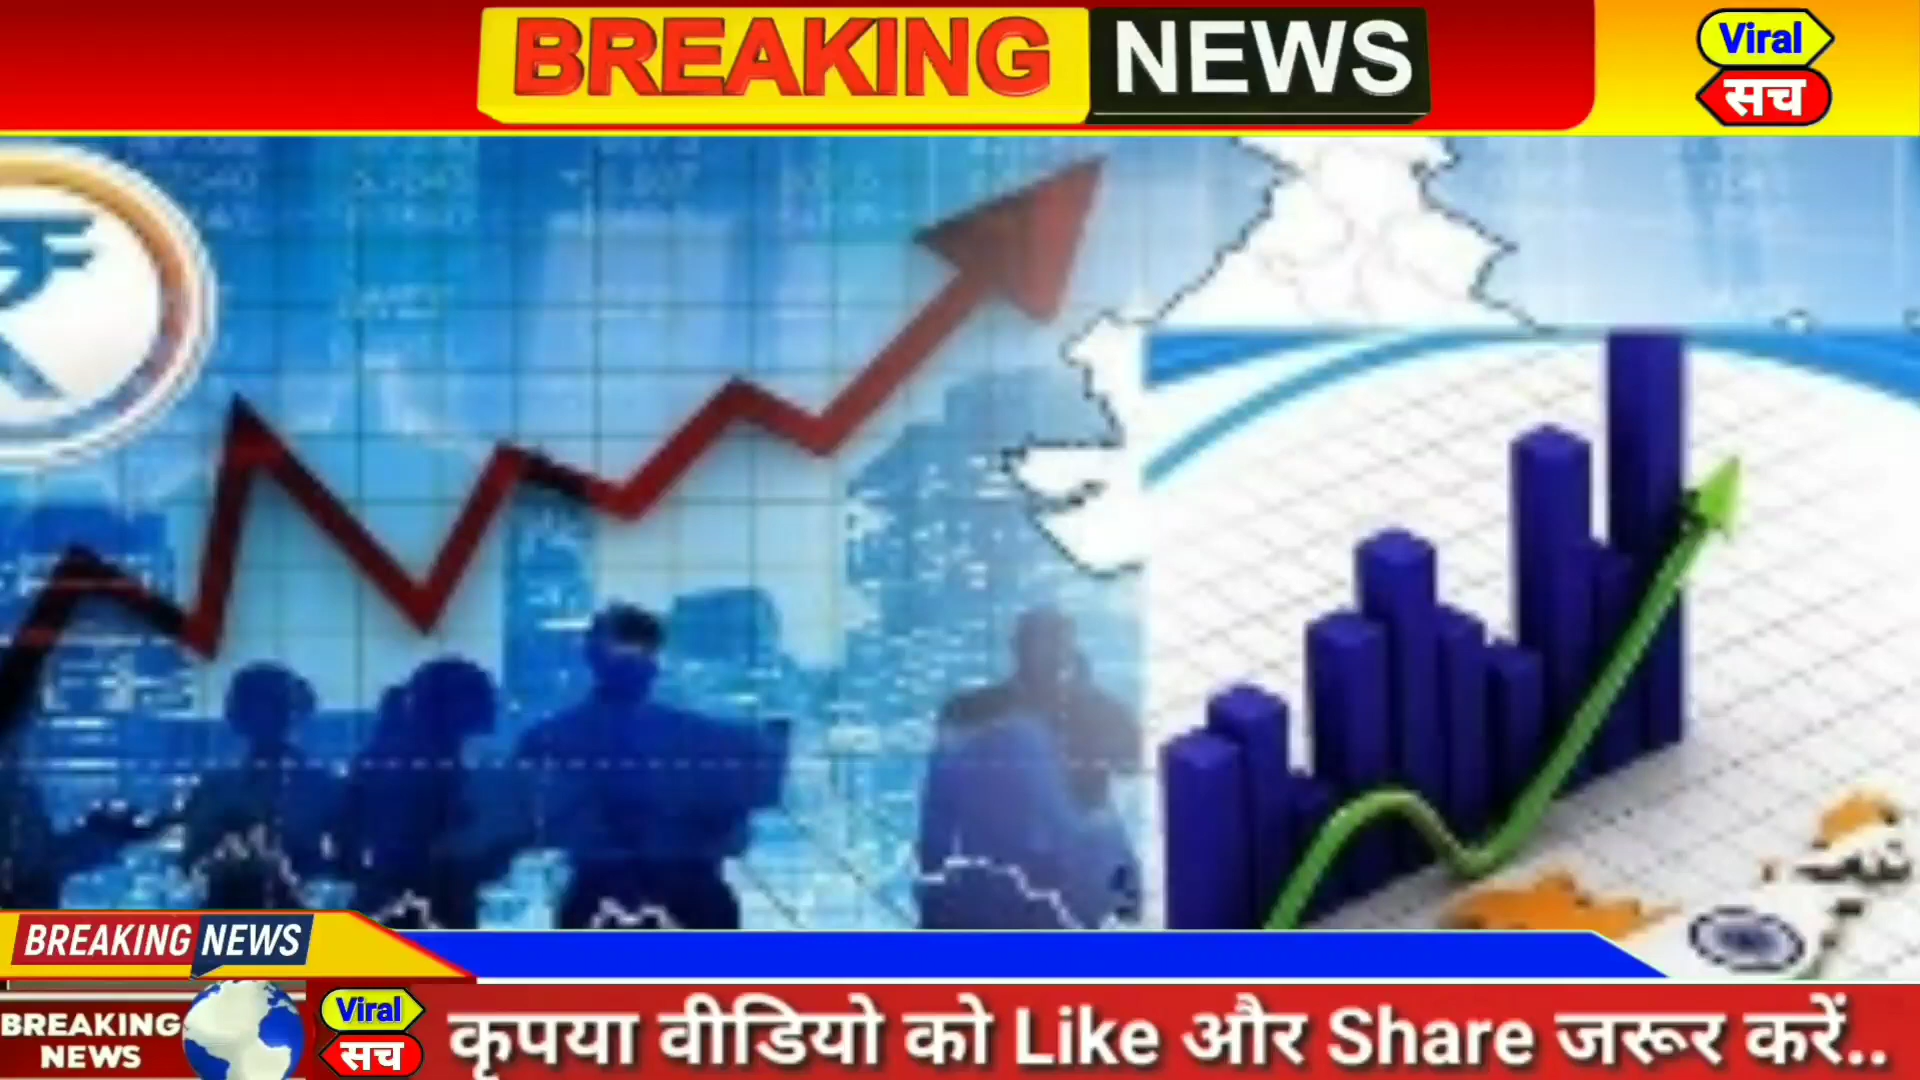 BREAKING NEWS
Viral
सच
₹
BREAKING NEWS
BREAKING
NEWS
Viral
सच
कृपया वीडियो को Like और Share जरूर करें..